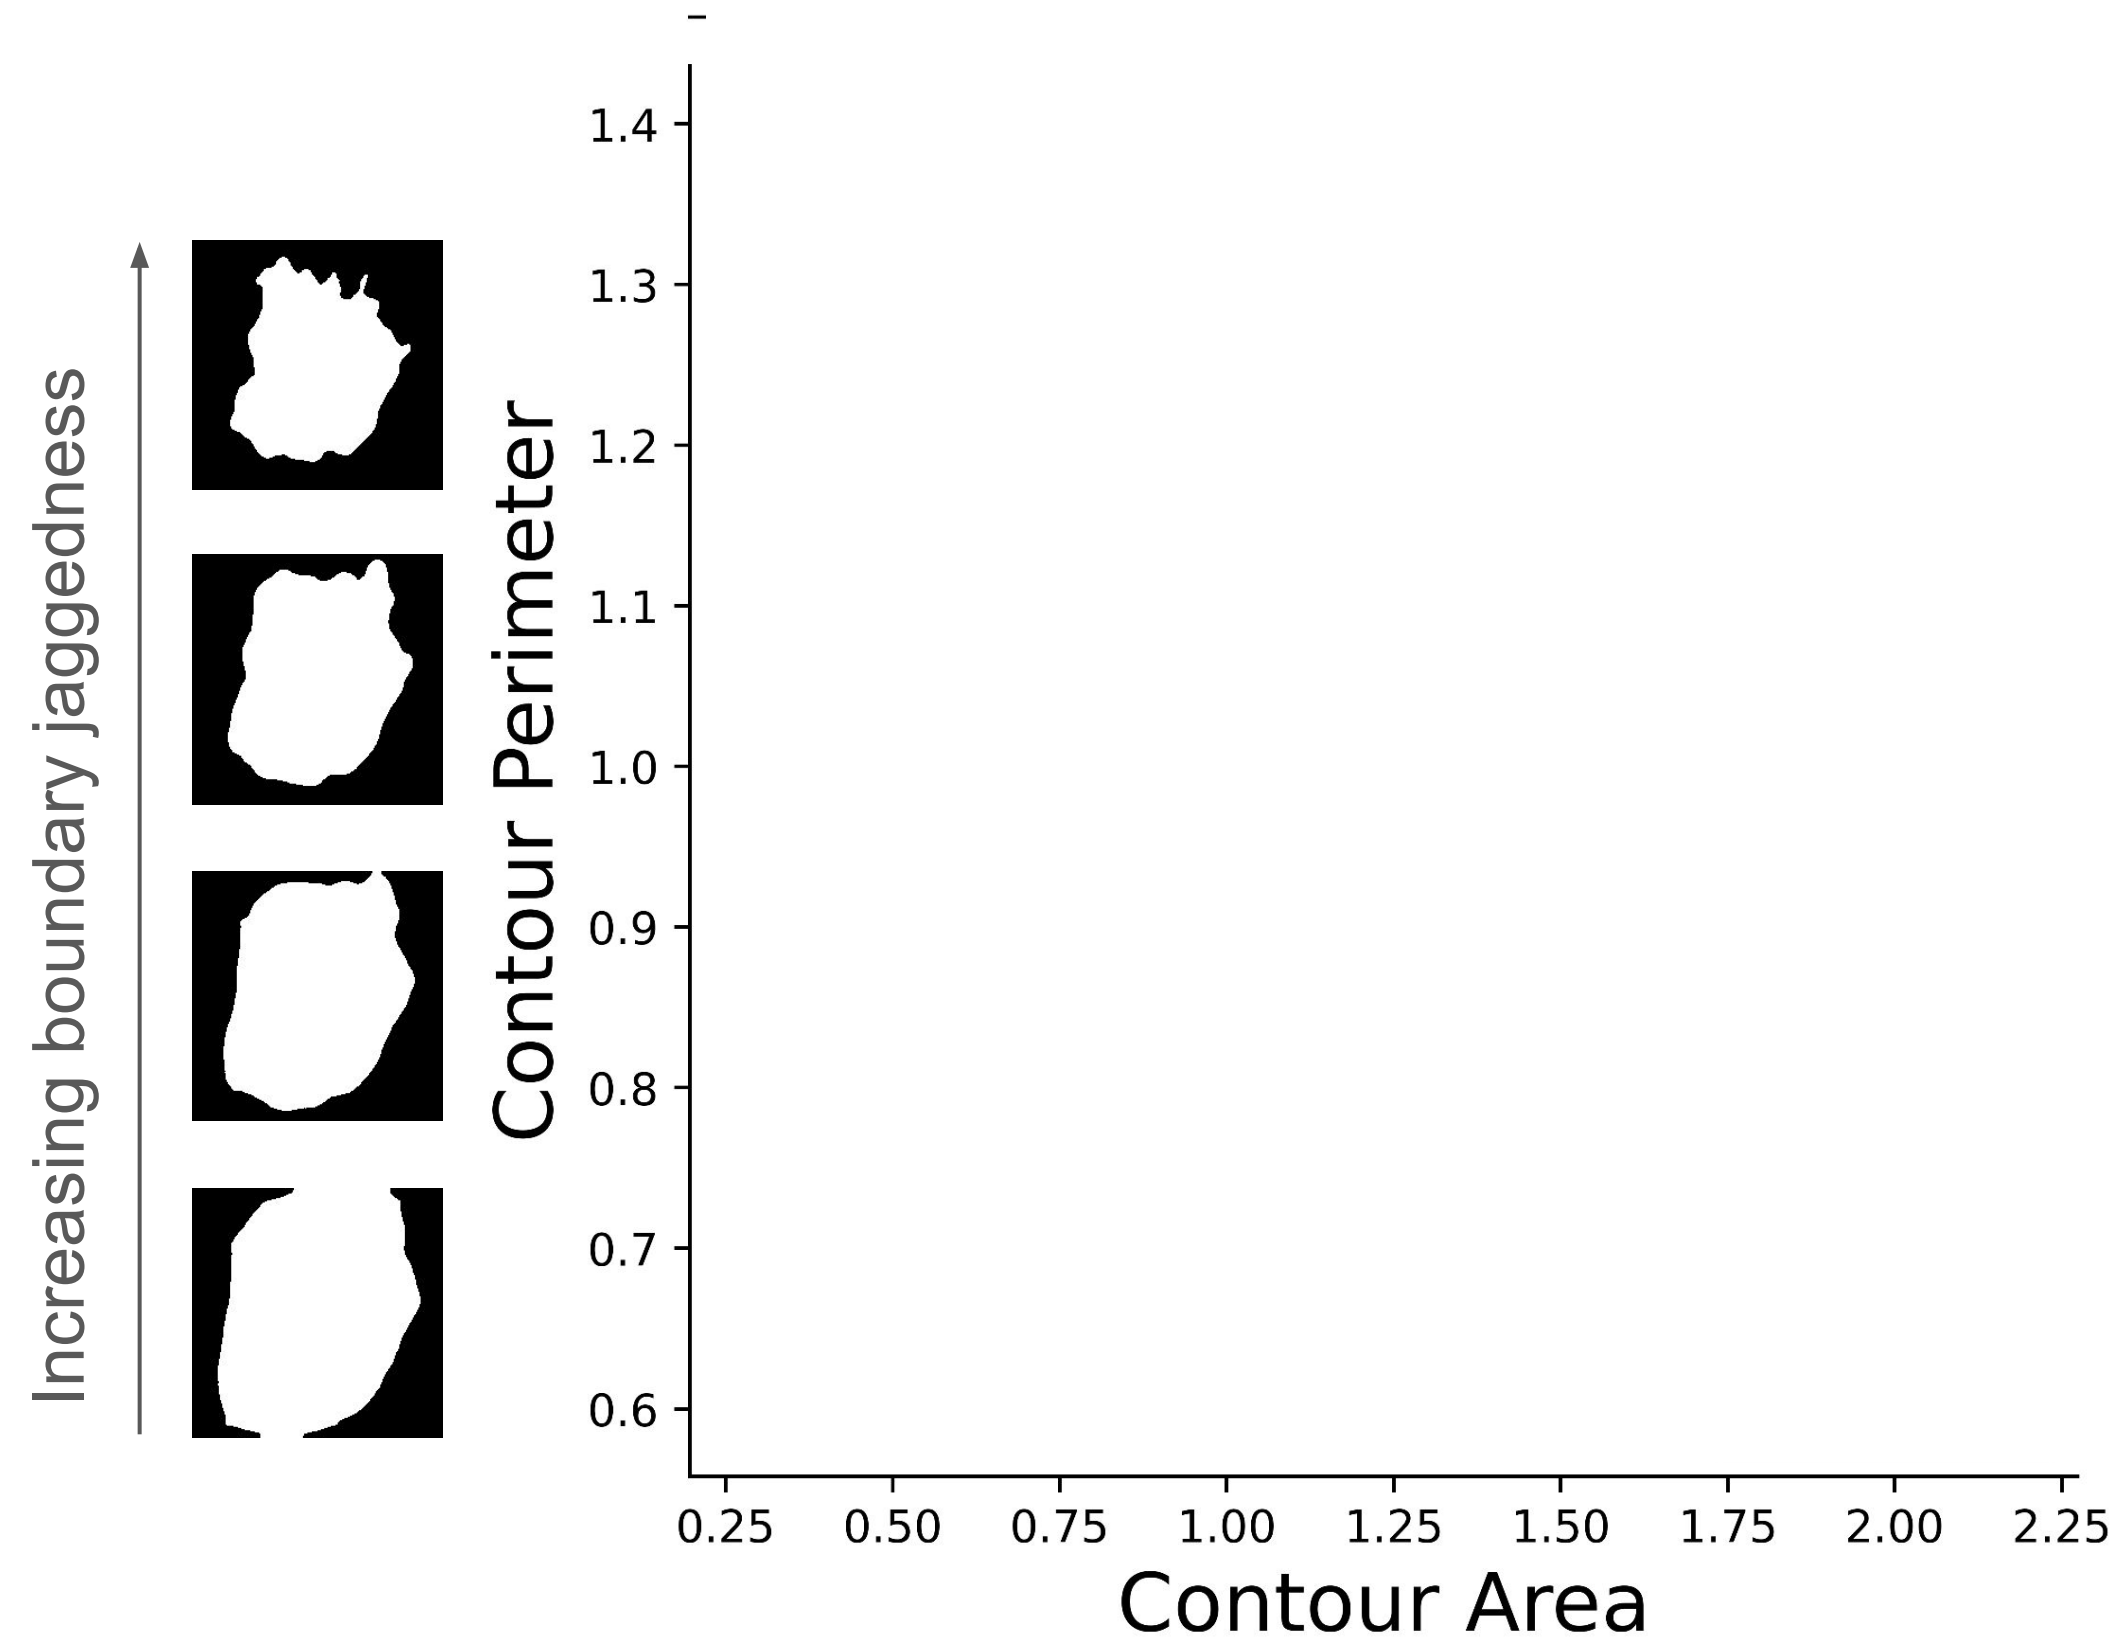 Increasing boundary jaggedness
Contour Perimeter
1.4
1.3
1.2
1.1
1.0
0.9
0.8
0.7
0.6
0.25 0.50 0.75 1.00 1.25 1.50 1.75 2.00 2.25
Contour Area